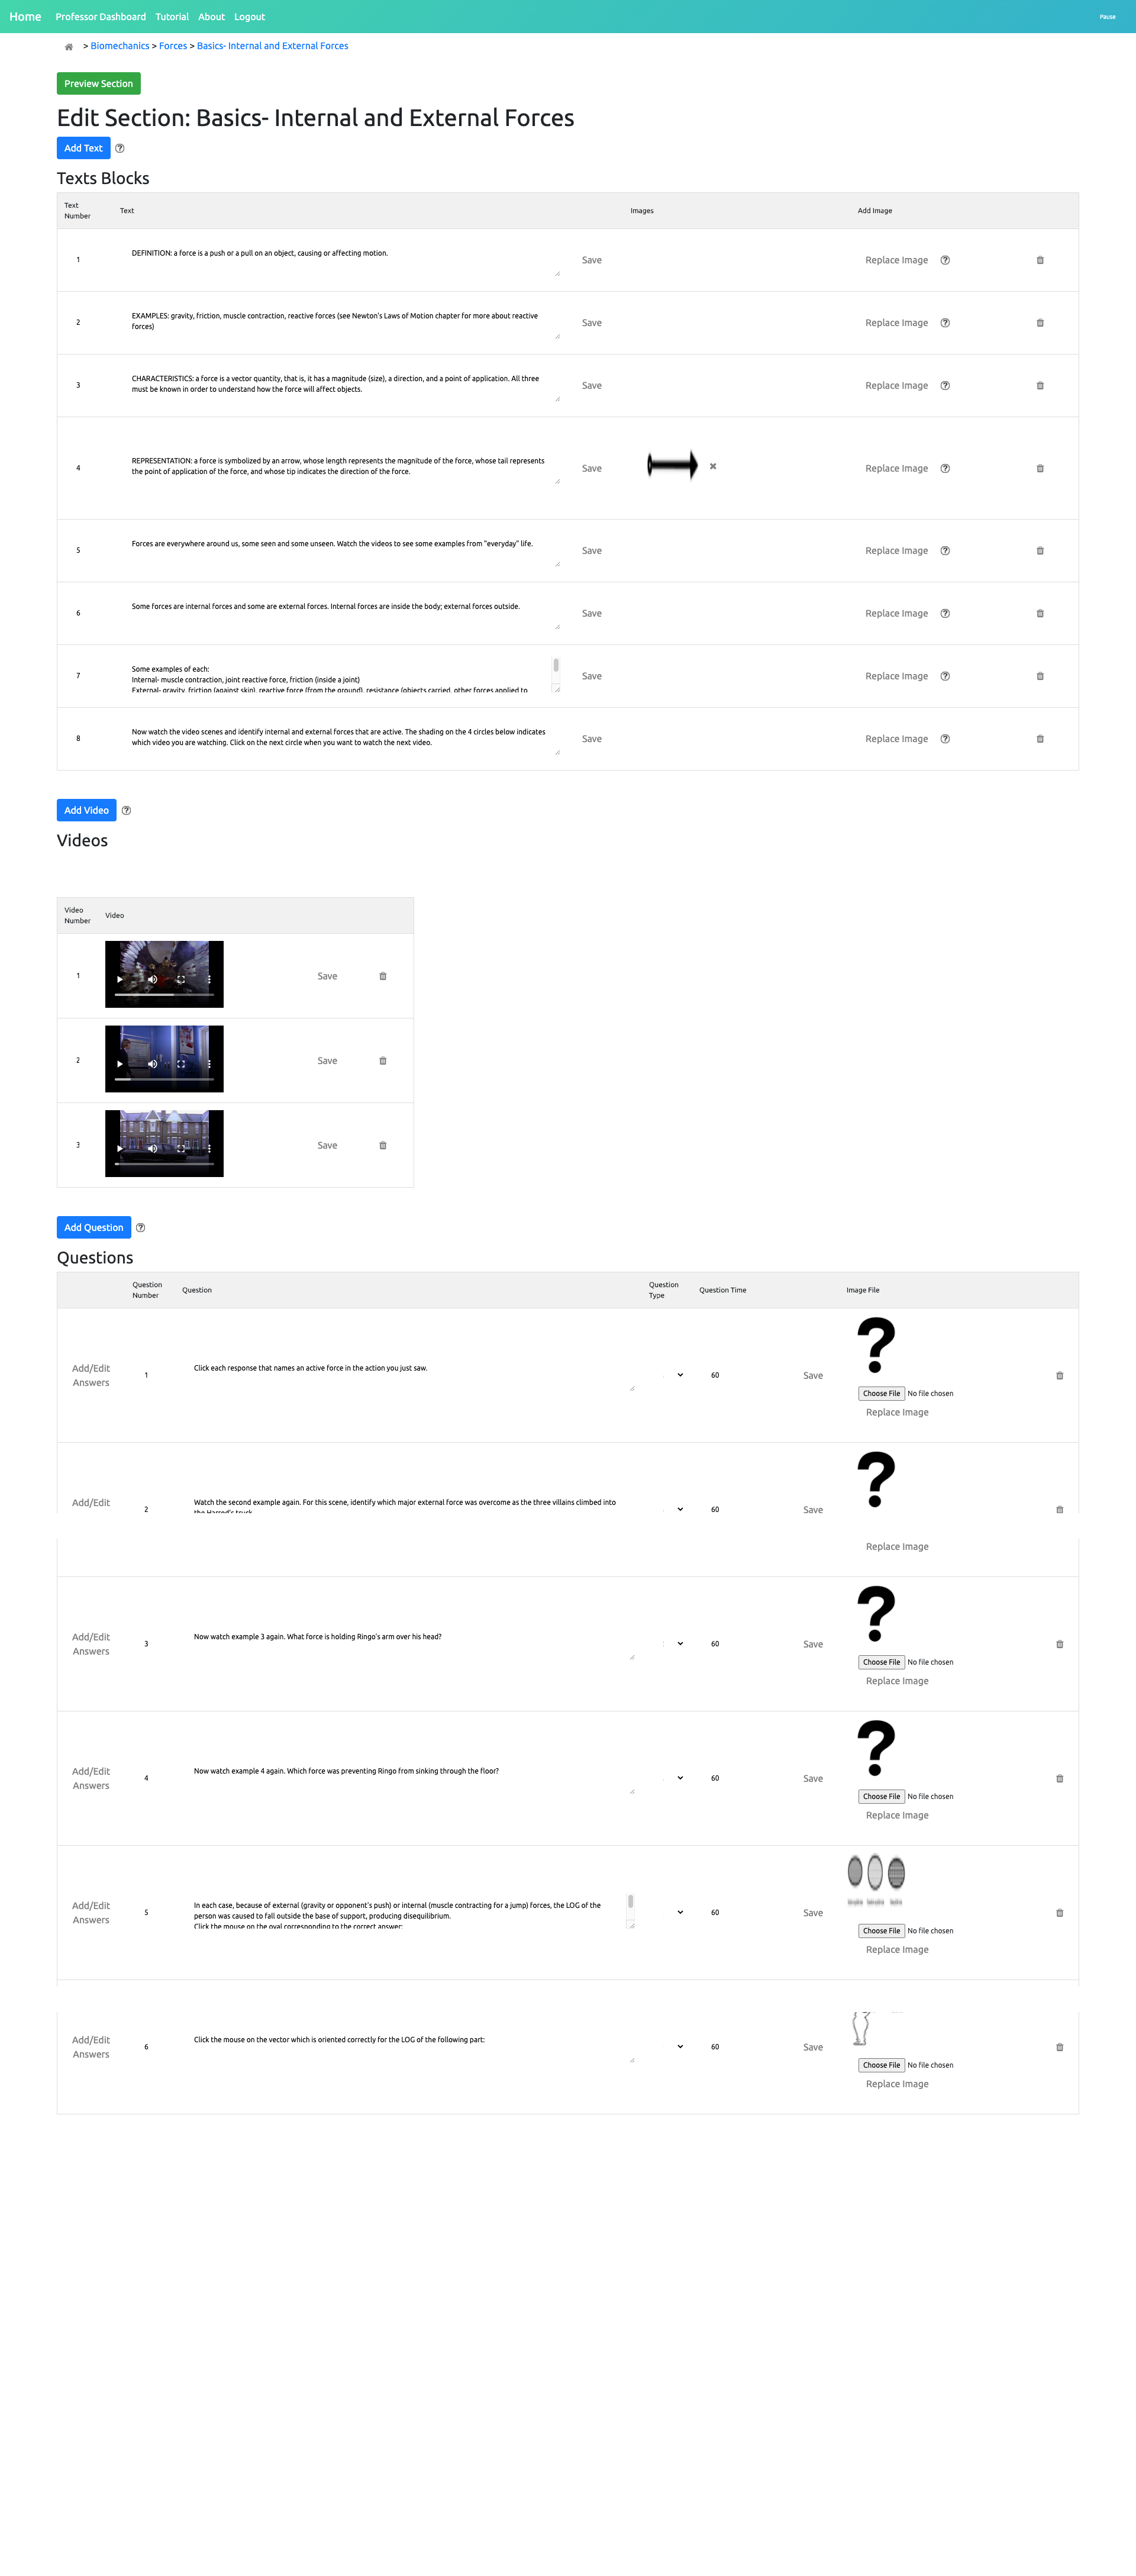 Home Professor Dashboard Tutorial About Logout Pause
> Biomechanics > Forces > Basics- Internal and External Forces
Preview Section
Edit Section: Basics- Internal and External Forces
Add Text
Texts Blocks
Text Number Text Images Add Image
1 DEFINITION: a force is a push or a pull on an object, causing or affecting motion. Save Replace Image
2 EXAMPLES: gravity, friction, muscle contraction, reactive forces (see Newton's Laws of Motion chapter for more about reactive
forces) Save Replace Image
3 CHARACTERISTICS: a force is a vector quantity, that is, it has a magnitude (size), a direction, and a point of application. All three
must be known in order to understand how the force will affect objects. Save Replace Image
4 REPRESENTATION: a force is symbolized by an arrow, whose length represents the magnitude of the force, whose tail represents
the point of application of the force, and whose tip indicates the direction of the force. Save Replace Image
5 Forces are everywhere around us, some seen and some unseen. Watch the videos to see some examples from "everyday" life. Save Replace Image
6 Some forces are internal forces and some are external forces. Internal forces are inside the body; external forces outside. Save Replace Image
7 Some examples of each:
Internal- muscle contraction, joint reactive force, friction (inside a joint)
External- gravity, friction (against skin), reactive force (from the ground), resistance (objects carried, other forces applied to Save Replace Image
8 Now watch the video scenes and identify internal and external forces that are active. The shading on the 4 circles below indicates
which video you are watching. Click on the next circle when you want to watch the next video. Save Replace Image
Add Video
Videos
Video Number Video
1 Save
2 Save
3 Save
Add Question
Questions
Question Number Question Question Type Question Time Image File
Add/Edit Answers 1 Click each response that names an active force in the action you just saw. 60 Save ?
Choose File No file chosen
Replace Image
Add/Edit 2 Watch the second example again. For this scene, identify which major external force was overcome as the three villains climbed into
the Harrod's truck 60 Save ?
Replace Image
Add/Edit Answers 3 Now watch example 3 again. What force is holding Ringo's arm over his head? 60 Save ?
Choose File No file chosen
Replace Image
Add/Edit Answers 4 Now watch example 4 again. Which force was preventing Ringo from sinking through the floor? 60 Save ?
Choose File No file chosen
Replace Image
Add/Edit Answers 5 In each case, because of external (gravity or opponent's push) or internal (muscle contracting for a jump) forces, the LOG of the
person was caused to fall outside the base of support, producing disequilibrium.
Click the mouse on the oval corresponding to the correct answer: 60 Save
Choose File No file chosen
Replace Image
Add/Edit Answers 6 Click the mouse on the vector which is oriented correctly for the LOG of the following part: 60 Save
Choose File No file chosen
Replace Image